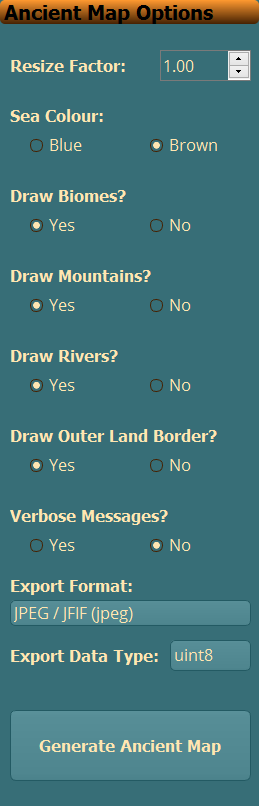 Ancient Map Options
Resize Factor: 1.00
Sea Colour:
Blue Brown
Draw Biomes?
Yes No
Draw Mountains?
Yes No
Draw Rivers?
Yes No
Draw Outer Land Border?
Yes No
Verbose Messages?
Yes No
Export Format:
JPEG / JFIF (jpeg)
Export Data Type: uint8
Generate Ancient Map